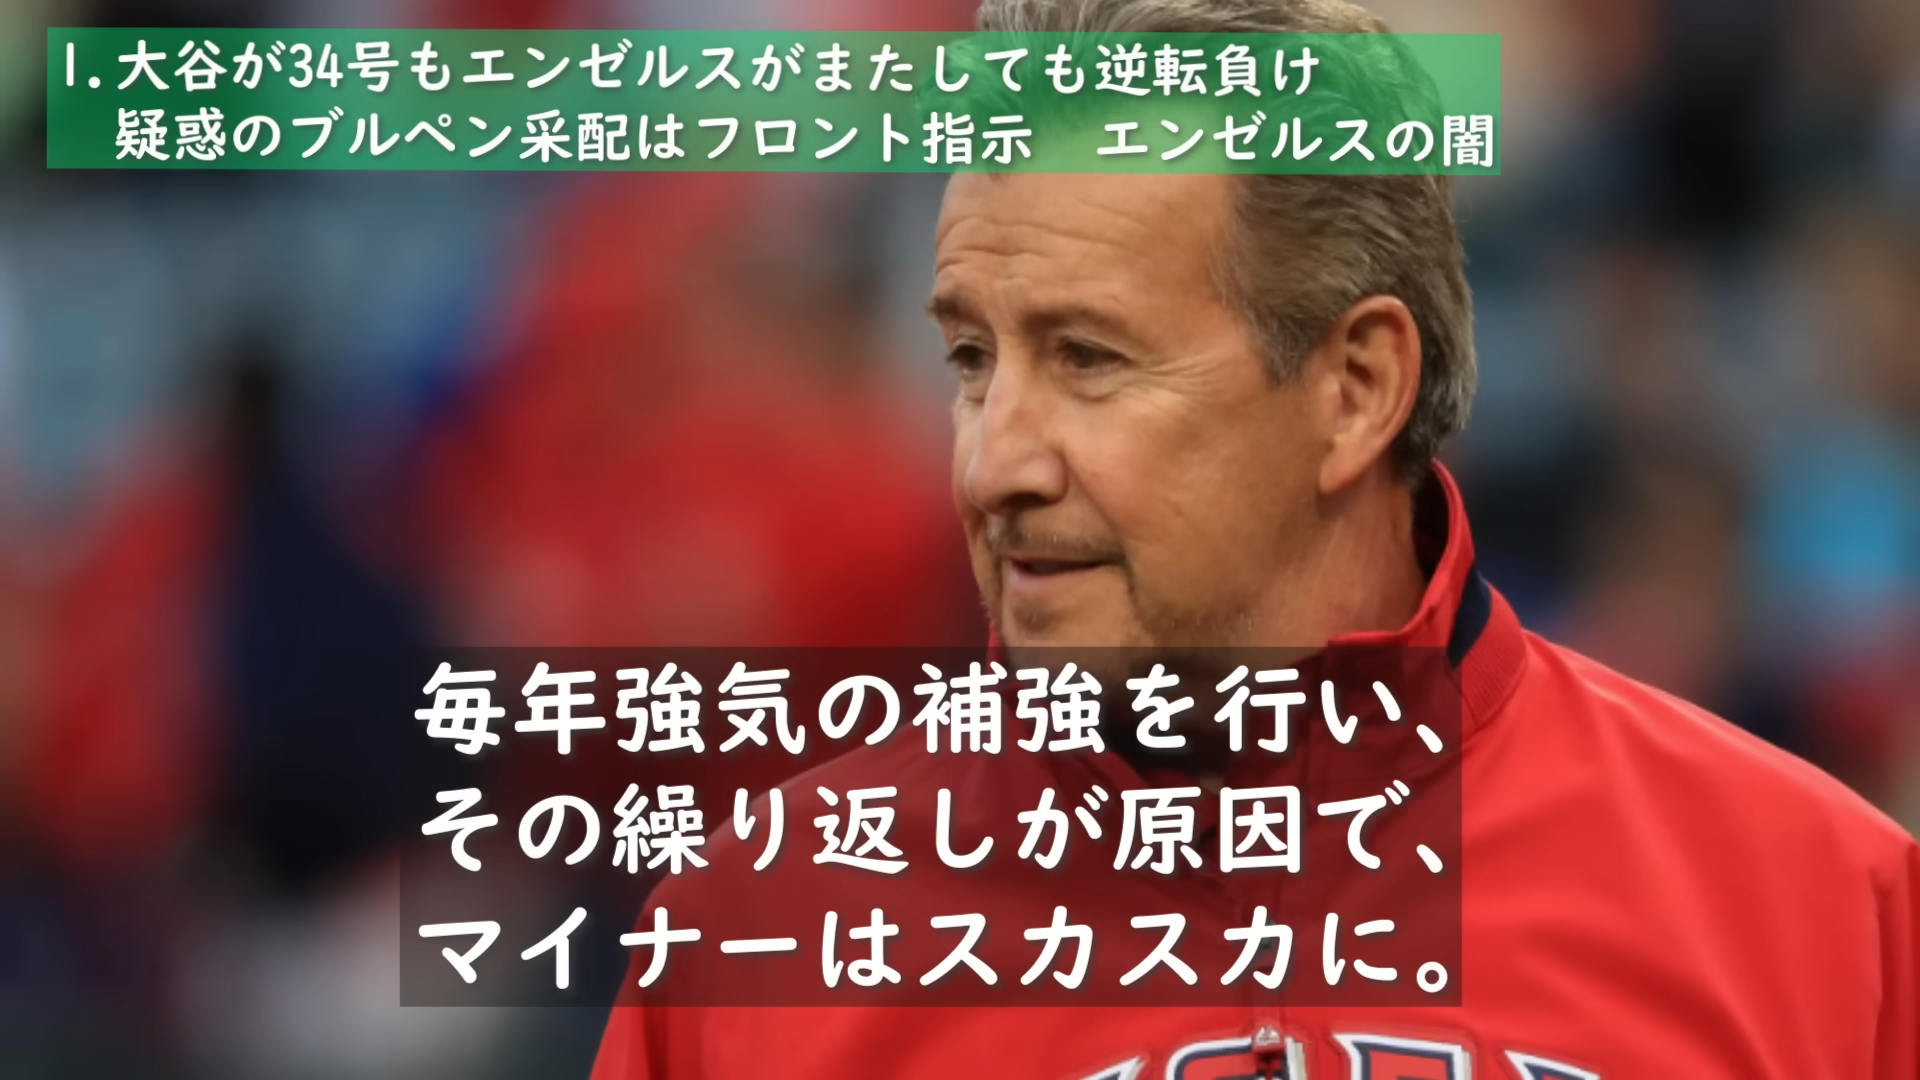 1. 大谷が34号もエンゼルスがまたしても逆転負け
疑惑のブルペン采配はフロント指示　エンゼルスの闇
毎年強気の補強を行い、
その繰り返しが原因で、
マイナーはスカスカに。